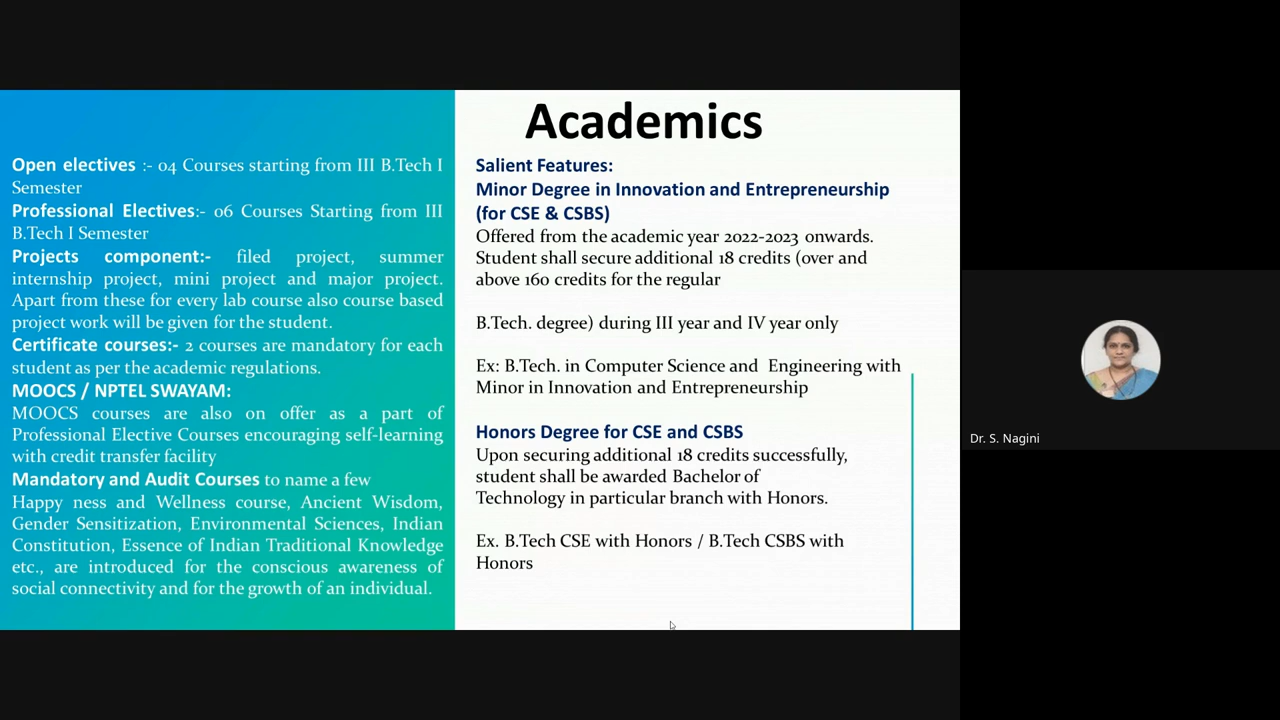 Academics
Open electives :- 04 Courses starting from III B.Tech I
Semester
Professional Electives:- 06 Courses Starting from III
B.Tech I Semester
Projects component:- filed project, summer
internship project, mini project and major project.
Apart from these for every lab course also course based
project work will be given for the student.
Certificate courses:- 2 courses are mandatory for each
student as per the academic regulations.
MOOCS / NPTEL SWAYAM:
MOOCS courses are also on offer as a part of
Professional Elective Courses encouraging self-learning
with credit transfer facility
Mandatory and Audit Courses to name a few
Happy ness and Wellness course, Ancient Wisdom,
Gender Sensitization, Environmental Sciences, Indian
Constitution, Essence of Indian Traditional Knowledge
etc., are introduced for the conscious awareness of
social connectivity and for the growth of an individual.
Salient Features:
Minor Degree in Innovation and Entrepreneurship
(for CSE & CSBS)
Offered from the academic year 2022-2023 onwards.
Student shall secure additional 18 credits (over and
above 160 credits for the regular
B.Tech. degree) during III year and IV year only
Ex: B.Tech. in Computer Science and Engineering with
Minor in Innovation and Entrepreneurship
Honors Degree for CSE and CSBS
Upon securing additional 18 credits successfully,
student shall be awarded Bachelor of
Technology in particular branch with Honors.
Ex. B.Tech CSE with Honors / B.Tech CSBS with
Honors
Dr. S. Nagini